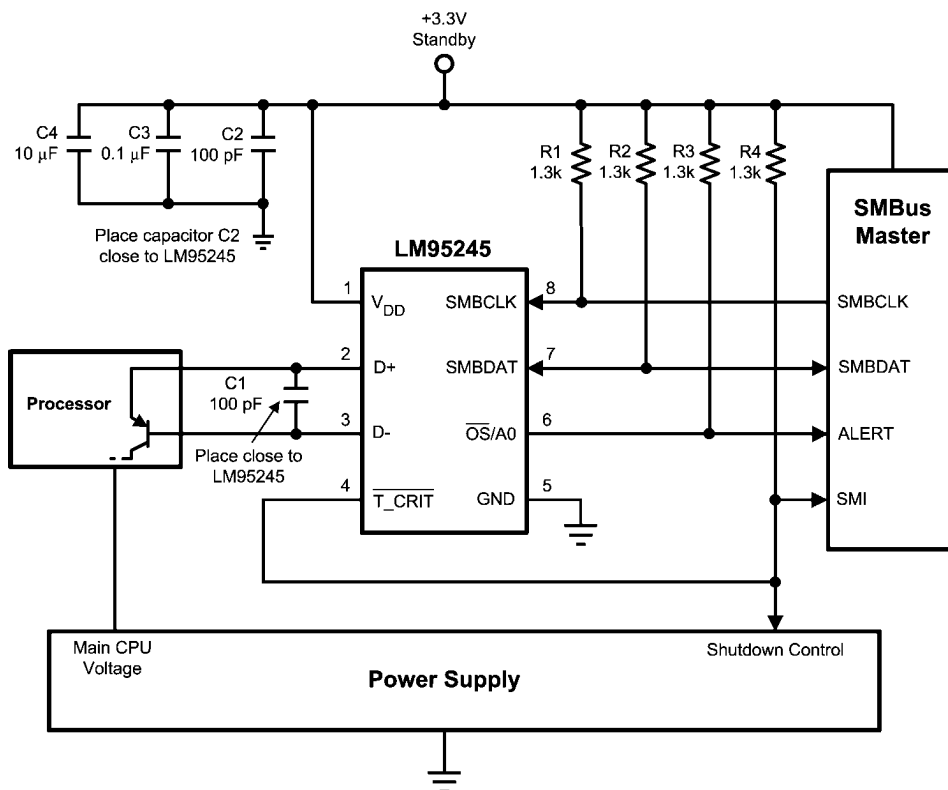 +3.3V
Standby
C4
10 μF
C3
0.1 μF
C2
100 pF
R1
1.3k
R2
1.3k
R3
1.3k
R4
1.3k
Place capacitor C2
close to LM95245
LM95245
SMBus
Master
1
VDD
SMBCLK
8
SMBCLK
2
D+
SMBDAT
7
SMBDAT
Processor
C1
100 pF
3
D-
OS/A0
6
ALERT
Place close to
LM95245
4
T_CRIT
GND
5
SMI
Main CPU
Voltage
Shutdown Control
Power Supply